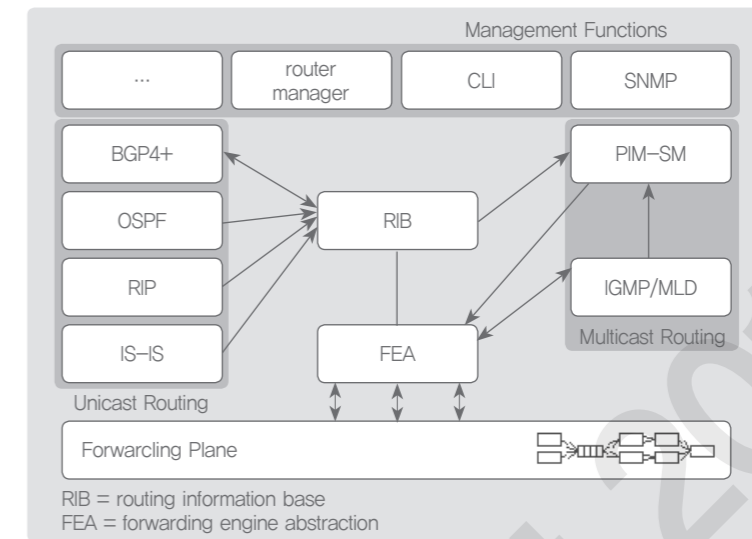 Management Functions
...
router
manager
CLI
SNMP
BGP4+
OSPF
RIP
IS-IS
Unicast Routing
RIB
FEA
PIM-SM
IGMP/MLD
Multicast Routing
Forwarcling Plane
RIB = routing information base
FEA = forwarding engine abstraction